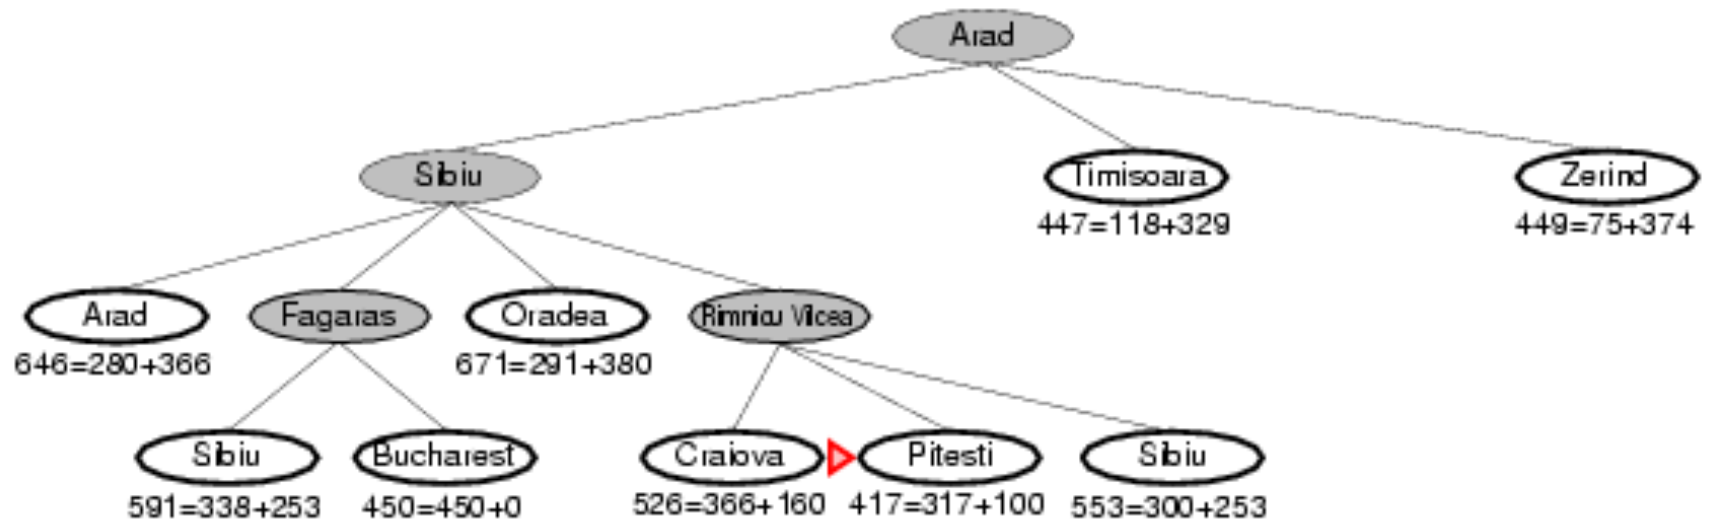 Arad
Sibiu
Timisoara
Zerind
447=118+329
449=75+374
Arad
Fagaras
Oradea
Rimnicu Vilcea
646=280+366
671=291+380
Sibiu
Bucharest
Craiova
Pitesti
Sibiu
591=338+253
450=450+0
526=366+160
417=317+100
553=300+253